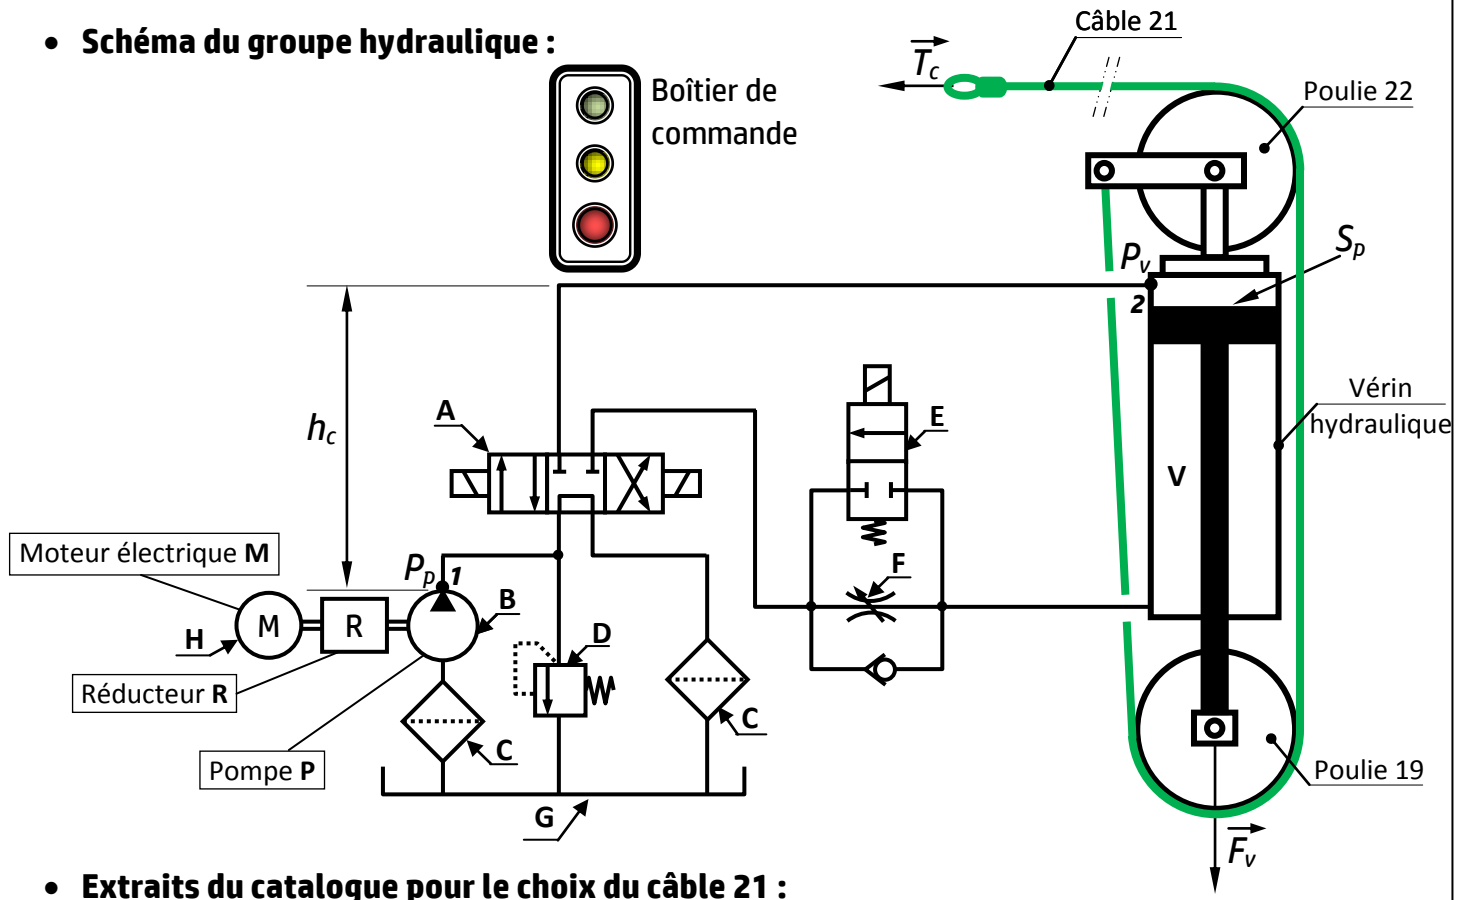 • Schéma du groupe hydraulique :
Câble 21
Tc
Boîtier de
commande
Poulie 22
Sp
Pv
2
A
hc
E
Vérin
hydraulique
V
Moteur électrique M
Pp 1
B
F
H
M
R
D
Réducteur R
C
C
Pompe P
Poulie 19
G
Fv
• Extraits du catalogue pour le choix du câble 21 :